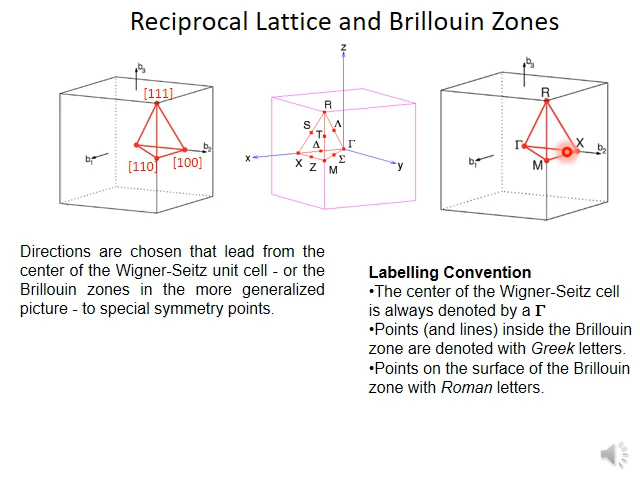 Reciprocal Lattice and Brillouin Zones
b3
[111]
b2
b1
[110]
[100]
z
R
S
Λ
T
Δ
Γ
x
Σ
X
Z
M
y
b3
R
Γ
X
b2
b1
M
Directions are chosen that lead from the
center of the Wigner-Seitz unit cell - or the
Brillouin zones in the more generalized
picture - to special symmetry points.
Labelling Convention
•The center of the Wigner-Seitz cell
is always denoted by a Γ
•Points (and lines) inside the Brillouin
zone are denoted with Greek letters.
•Points on the surface of the Brillouin
zone with Roman letters.